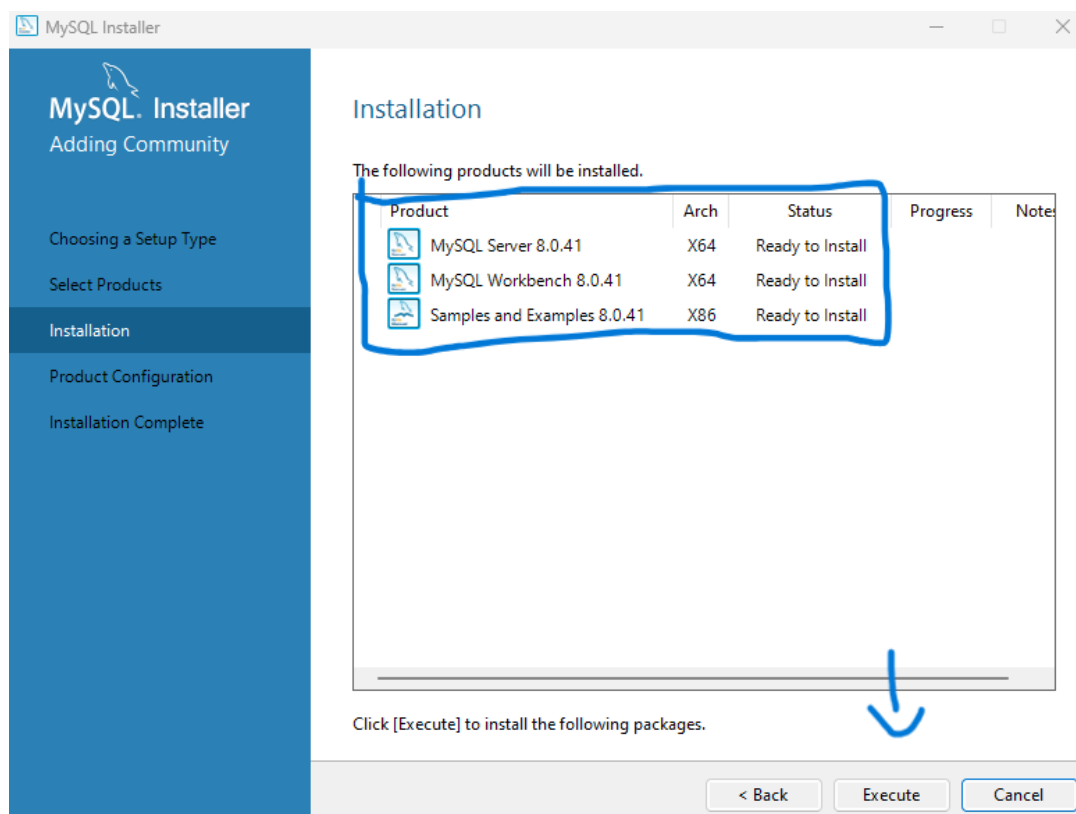 MySQL Installer
MySQL. Installer
Adding Community
Choosing a Setup Type
Select Products
Installation
Product Configuration
Installation Complete
Installation
The following products will be installed.
Product Arch Status Progress Notes
MySQL Server 8.0.41 X64 Ready to Install
MySQL Workbench 8.0.41 X64 Ready to Install
Samples and Examples 8.0.41 X86 Ready to Install
Click [Execute] to install the following packages.
< Back Execute Cancel